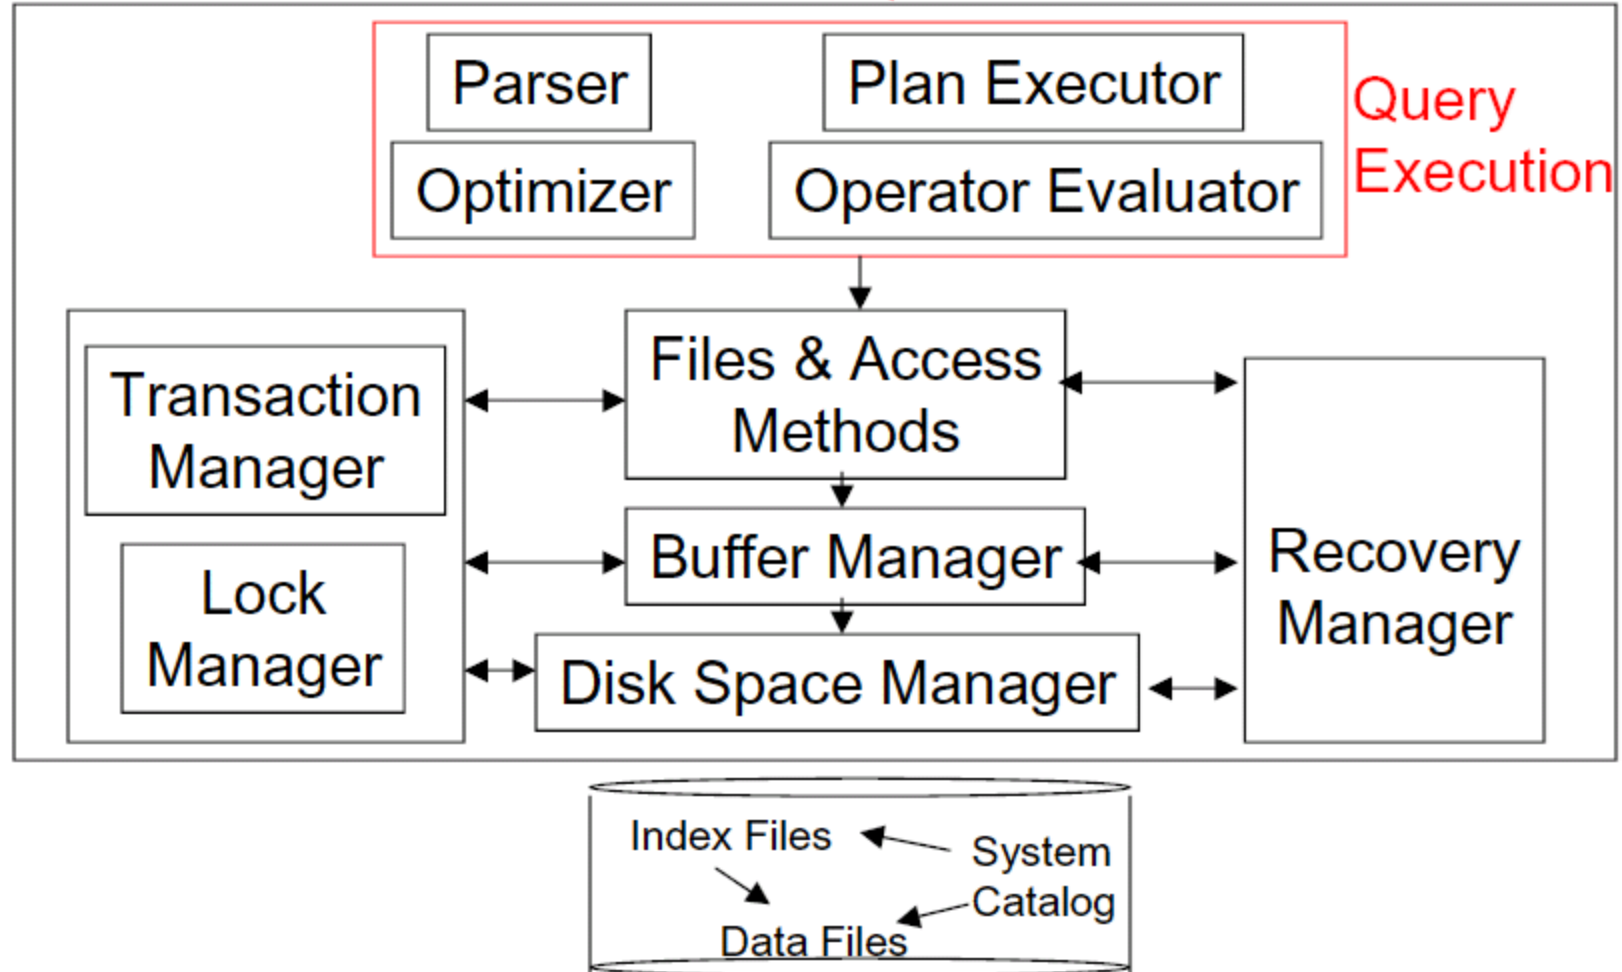 Parser
Plan Executor
Query
Execution
Optimizer
Operator Evaluator
Files & Access
Methods
Transaction
Manager
Buffer Manager
Recovery
Manager
Lock
Manager
Disk Space Manager
Index Files
System
Catalog
Data Files